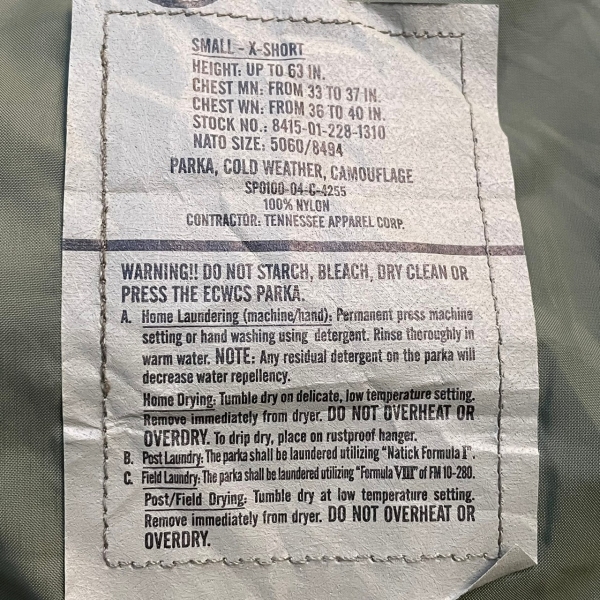 SMALL - X-SHORT
HEIGHT: UP TO 63 IN.
CHEST MN: FROM 33 TO 37 IN.
CHEST WN: FROM 36 TO 40 IN.
STOCK NO.: 8415-01-228-1310
NATO SIZE: 5060/8494
PARKA, COLD WEATHER, CAMOUFLAGE
SPO100-04-C-4255
100% NYLON
CONTRACTOR: TENNESSEE APPAREL CORP.
WARNING!! DO NOT STARCH, BLEACH, DRY CLEAN OR
PRESS THE ECWCS PARKA.
A. Home Laundering (machine/hand): Permanent press machine
setting or hand washing using detergent. Rinse thoroughly in
warm water. NOTE: Any residual detergent on the parka will
decrease water repellency.
Home Drying: Tumble dry on delicate, low temperature setting.
Remove immediately from dryer. DO NOT OVERHEAT OR
OVERDRY. To drip dry, place on rustproof hanger.
B. Post Laundry: The parka shall be laundered utilizing "Natick Formula I".
C. Field Laundry: The parka shall be laundered utilizing "Formula VIII" of FM 10-280.
Post/Field Drying: Tumble dry at low temperature setting.
Remove immediately from dryer. DO NOT OVERHEAT OR
OVERDRY.